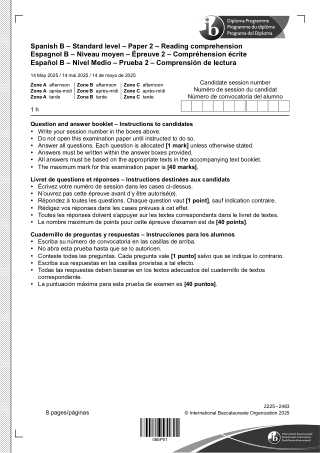 Diploma Programme
Programme du diplôme
Programa del Diploma
Spanish B – Standard level – Paper 2 – Reading comprehension
Espagnol B – Niveau moyen – Épreuve 2 – Compréhension écrite
Español B – Nivel Medio – Prueba 2 – Comprensión de lectura
14 May 2025 / 14 mai 2025 / 14 de mayo de 2025
Zone A afternoon Zone B afternoon Zone C afternoon
Zone A après-midi Zone B après-midi Zone C après-midi
Zona A tarde Zona B tarde Zona C tarde
Candidate session number
Numéro de session du candidat
Número de convocatoria del alumno
1 h
Question and answer booklet – Instructions to candidates
• Write your session number in the boxes above.
• Do not open this examination paper until instructed to do so.
• Answer all questions. Each question is allocated [1 mark] unless otherwise stated.
• Answers must be written within the answer boxes provided.
• All answers must be based on the appropriate texts in the accompanying text booklet.
• The maximum mark for this examination paper is [40 marks].
Livret de questions et réponses – Instructions destinées aux candidats
• Écrivez votre numéro de session dans les cases ci-dessus.
• N'ouvrez pas cette épreuve avant d'y être autorisé(e).
• Répondez à toutes les questions. Chaque question vaut [1 point], sauf indication contraire.
• Rédigez vos réponses dans les cases prévues à cet effet.
• Toutes les réponses doivent s'appuyer sur les textes correspondants dans le livret de textes.
• Le nombre maximum de points pour cette épreuve d'examen est de [40 points].
Cuadernillo de preguntas y respuestas – Instrucciones para los alumnos
• Escriba su número de convocatoria en las casillas de arriba.
• No abra esta prueba hasta que se lo autoricen.
• Conteste todas las preguntas. Cada pregunta vale [1 punto] salvo que se indique lo contrario.
• Escriba sus respuestas en las casillas provistas a tal efecto.
• Todas las respuestas deben basarse en los textos adecuados del cuadernillo de textos
correspondiente.
• La puntuación máxima para esta prueba de examen es [40 puntos].
8 pages/páginas
2225 – 2463
© International Baccalaureate Organization 2025
08EP01
International Baccalaureate
Baccalauréat International
Bachillerato Internacional